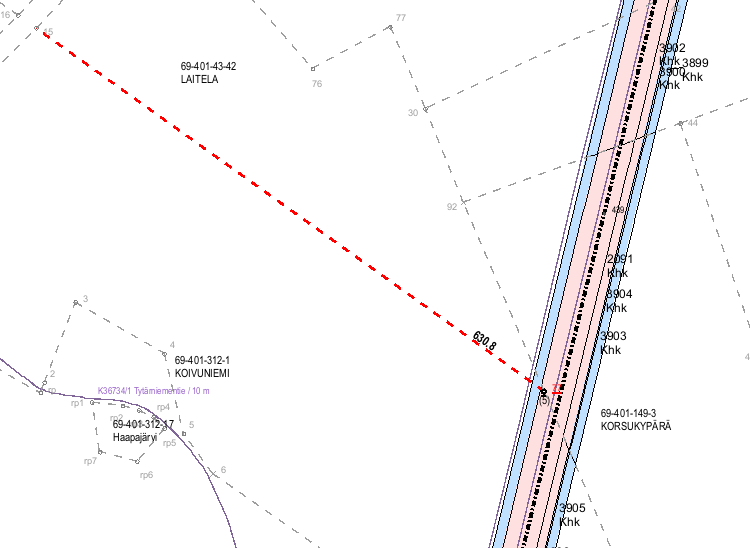 16
15
77
3902
Khk
3899
Khk
3900
Khk
69-401-43-42
LAITELA
76
30
44
92
2091
Khk
3904
Khk
3
630.8
3903
Khk
4
69-401-312-1
KOIVUNIEMI
2
rp
K36734/1 Tytämiementie / 10 m
(5)
rp1
rp2
rp4
69-401-149-3
KORSUKYPÄRÄ
69-401-312-17
Haapajärvi
5
rp5
rp7
rp6
6
3905
Khk